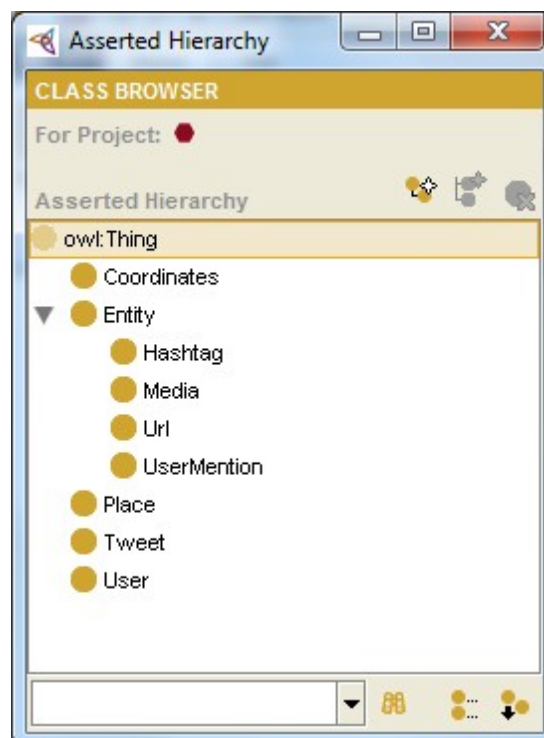 Asserted Hierarchy
CLASS BROWSER
For Project:
Asserted Hierarchy
owl:Thing
Coordinates
Entity
Hashtag
Media
Url
UserMention
Place
Tweet
User